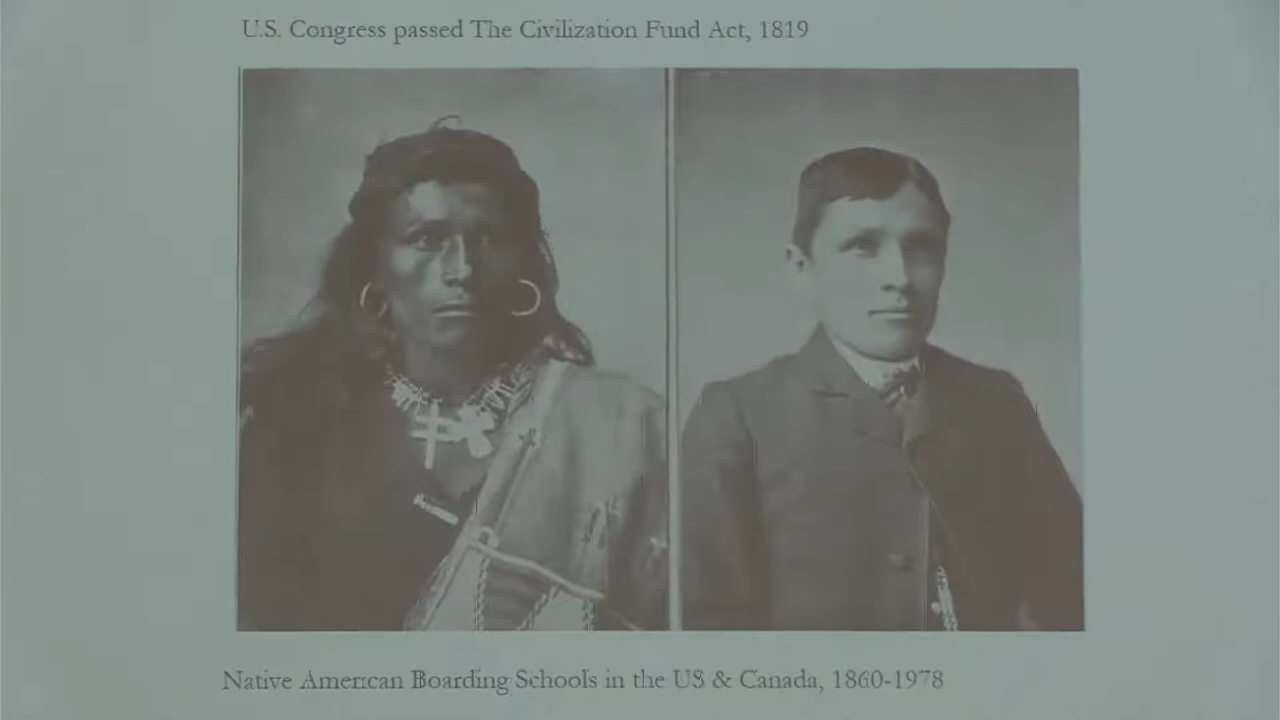 U.S. Congress passed The Civilization Fund Act, 1819
Native American Boarding Schools in the US & Canada, 1860-1978